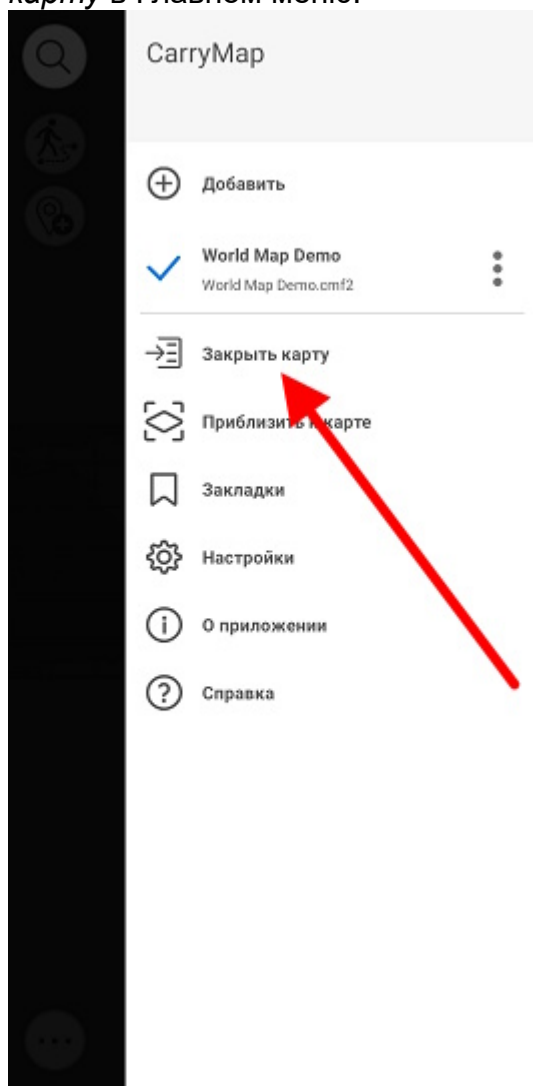 карту в главном меню.
CarryMap
Добавить
World Map Demo
World Map Demo.cmf2
Закрыть карту
Приблизить к карте
Закладки
Настройки
О приложении
Справка